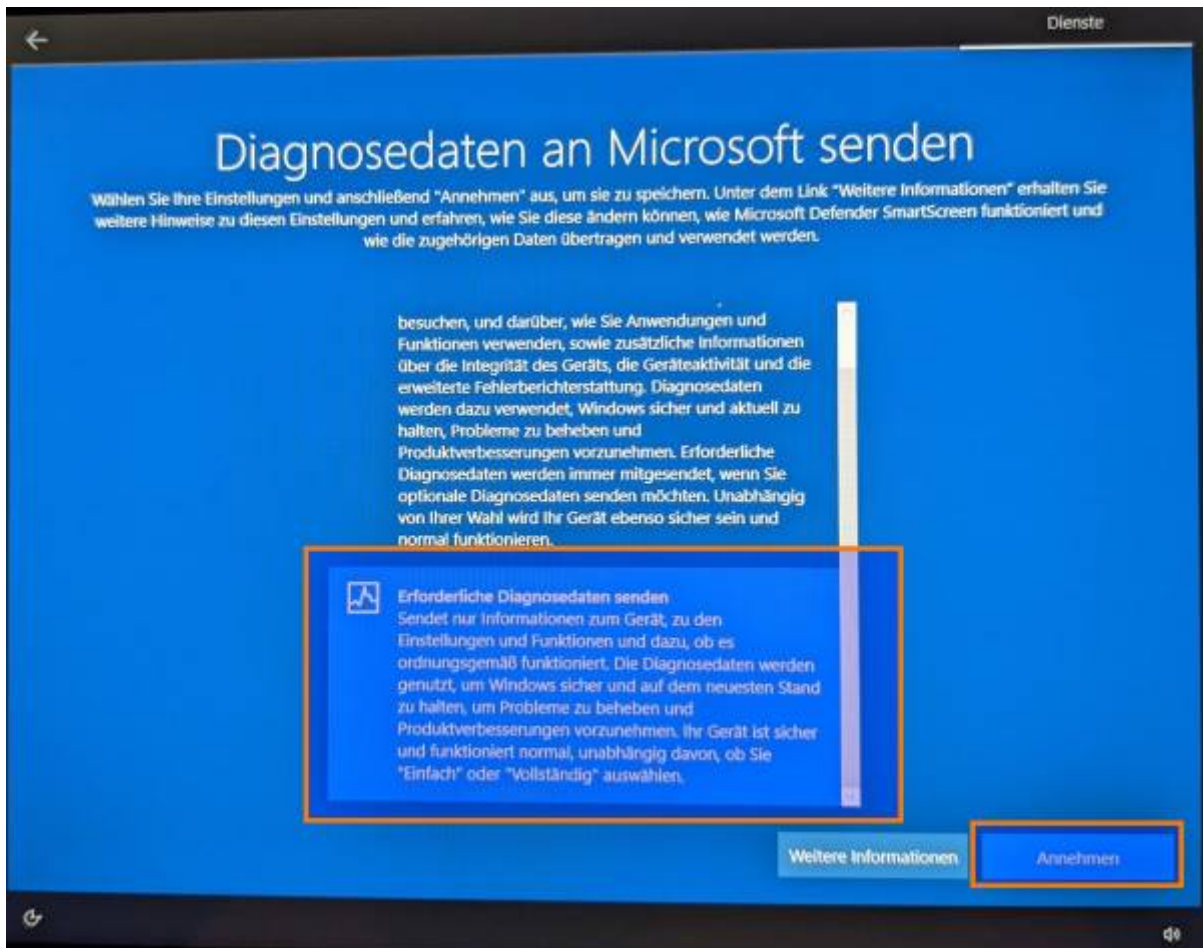 Dienste
Diagnosedaten an Microsoft senden
Wählen Sie Ihre Einstellungen und anschließend "Annehmen" aus, um sie zu speichern. Unter dem Link "Weitere Informationen" erhalten Sie
weitere Hinweise zu diesen Einstellungen und erfahren, wie Sie diese ändern können, wie Microsoft Defender SmartScreen funktioniert und
wie die zugehörigen Daten übertragen und verwendet werden.
besuchen, und darüber, wie Sie Anwendungen und
Funktionen verwenden, sowie zusätzliche Informationen
über die Integrität des Geräts, die Geräteaktivität und die
erweiterte Fehlerberichterstattung. Diagnosedaten
werden dazu verwendet, Windows sicher und aktuell zu
halten, Probleme zu beheben und
Produktverbesserungen vorzunehmen. Erforderliche
Diagnosedaten werden immer mitgesendet, wenn Sie
optionale Diagnosedaten senden möchten. Unabhängig
von Ihrer Wahl wird Ihr Gerät ebenso sicher sein und
normal funktionieren.
Erforderliche Diagnosedaten senden
Sendet nur Informationen zum Gerät, zu den
Einstellungen und Funktionen und dazu, ob es
ordnungsgemäß funktioniert. Die Diagnosedaten werden
genutzt, um Windows sicher und auf dem neuesten Stand
zu halten, um Probleme zu beheben und
Produktverbesserungen vorzunehmen. Ihr Gerät ist sicher
und funktioniert normal, unabhängig davon, ob Sie
"Einfach" oder "Vollständig" auswählen.
Weitere Informationen
Annehmen